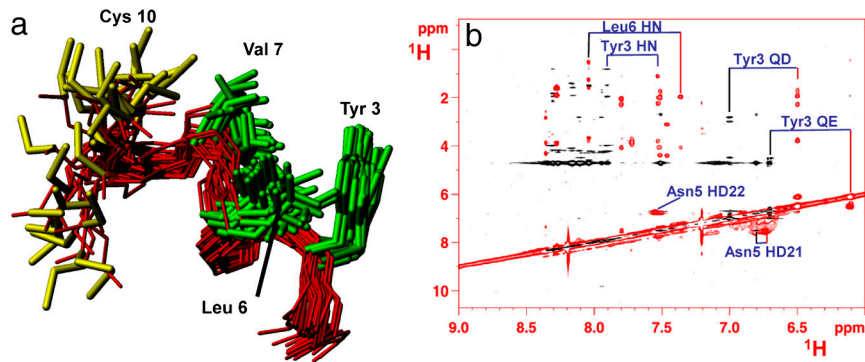 a
Cys 10
Val 7
Tyr 3
Leu 6
b
ppm
¹H
Leu6 HN
Tyr3 HN
Tyr3 QD
Tyr3 QE
Asn5 HD22
Asn5 HD21
2
4
6
8
10
9.0 8.0 7.5 7.0 6.5 ppm
¹H